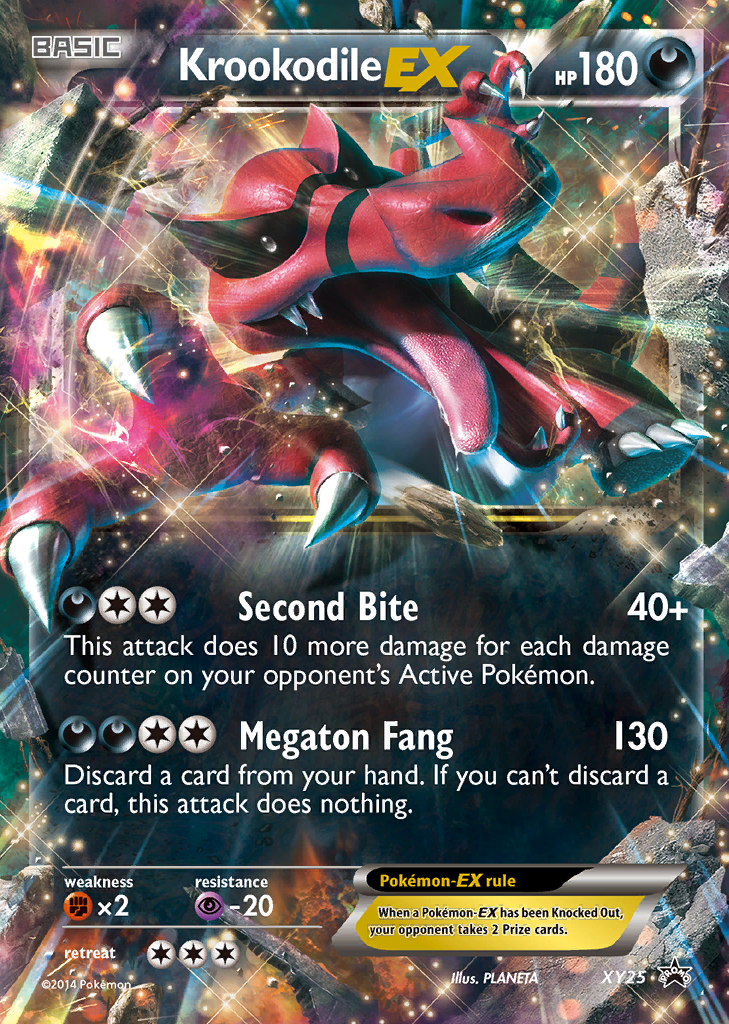 BASIC
Krookodile EX HP180
Second Bite 40+
This attack does 10 more damage for each damage
counter on your opponent's Active Pokémon.
Megaton Fang 130
Discard a card from your hand. If you can't discard a
card, this attack does nothing.
weakness resistance
×2 -20
Pokémon-EX rule
When a Pokémon-EX has been Knocked Out,
your opponent takes 2 Prize cards.
retreat
Illus. PLANETA XY25 PROMO
©2014 Pokémon